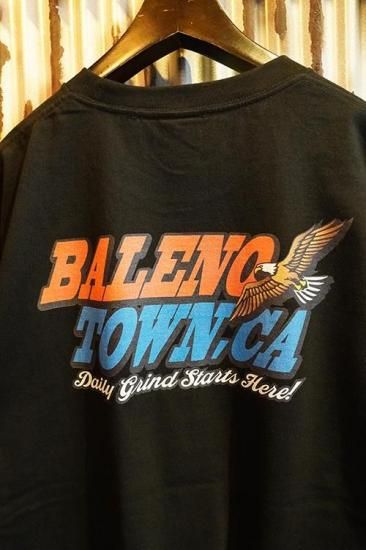 BALENO
TOWN, CA
Daily Grind Starts Here!